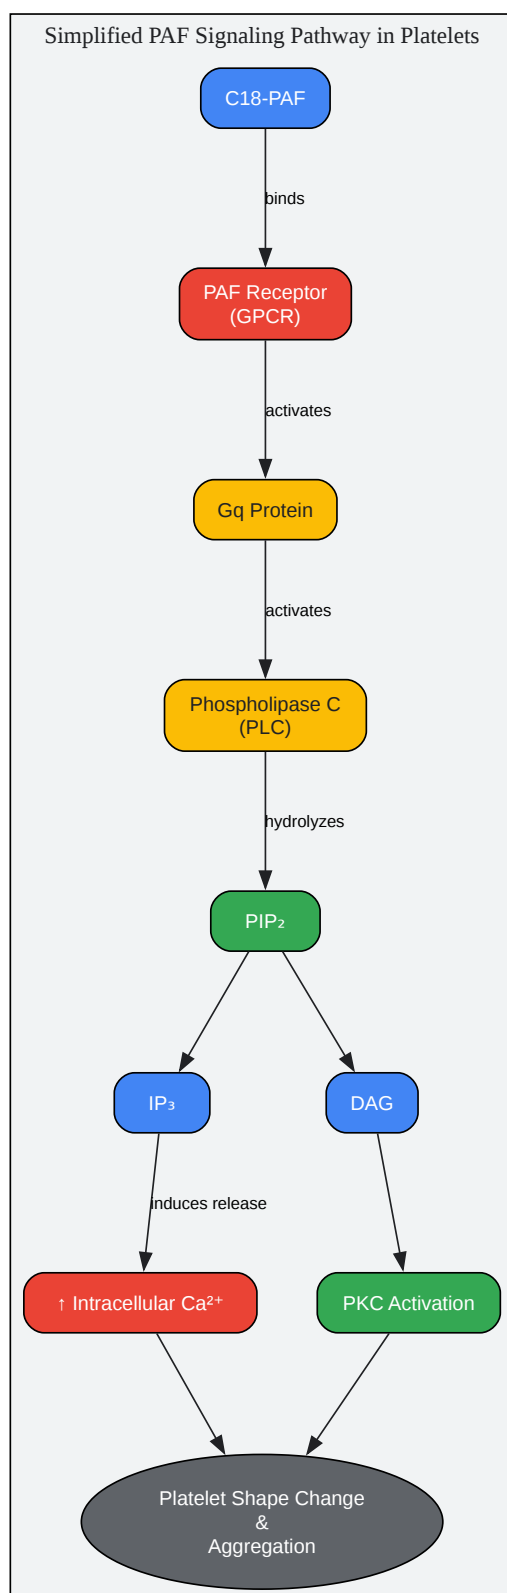 Simplified PAF Signaling Pathway in Platelets
C18-PAF
binds
PAF Receptor
(GPCR)
activates
Gq Protein
activates
Phospholipase C
(PLC)
hydrolyzes
PIP₂
IP₃
DAG
induces release
↑ Intracellular Ca²⁺
PKC Activation
Platelet Shape Change
&
Aggregation